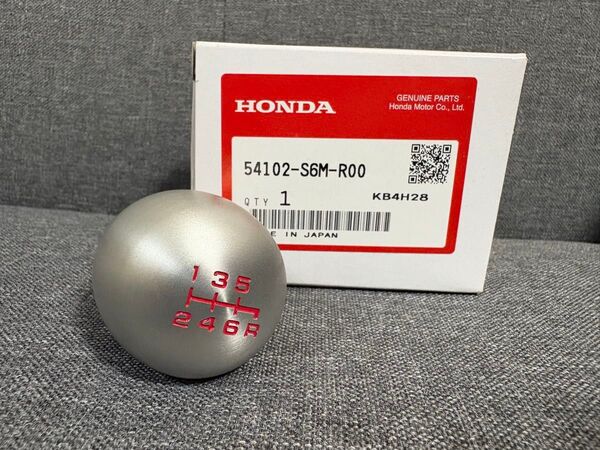 HONDA
GENUINE PARTS
Honda Motor Co., Ltd.
54102-S6M-R00
QTY 1
KB4H28
E IN JAPAN
1 3 5
2 4 6 R